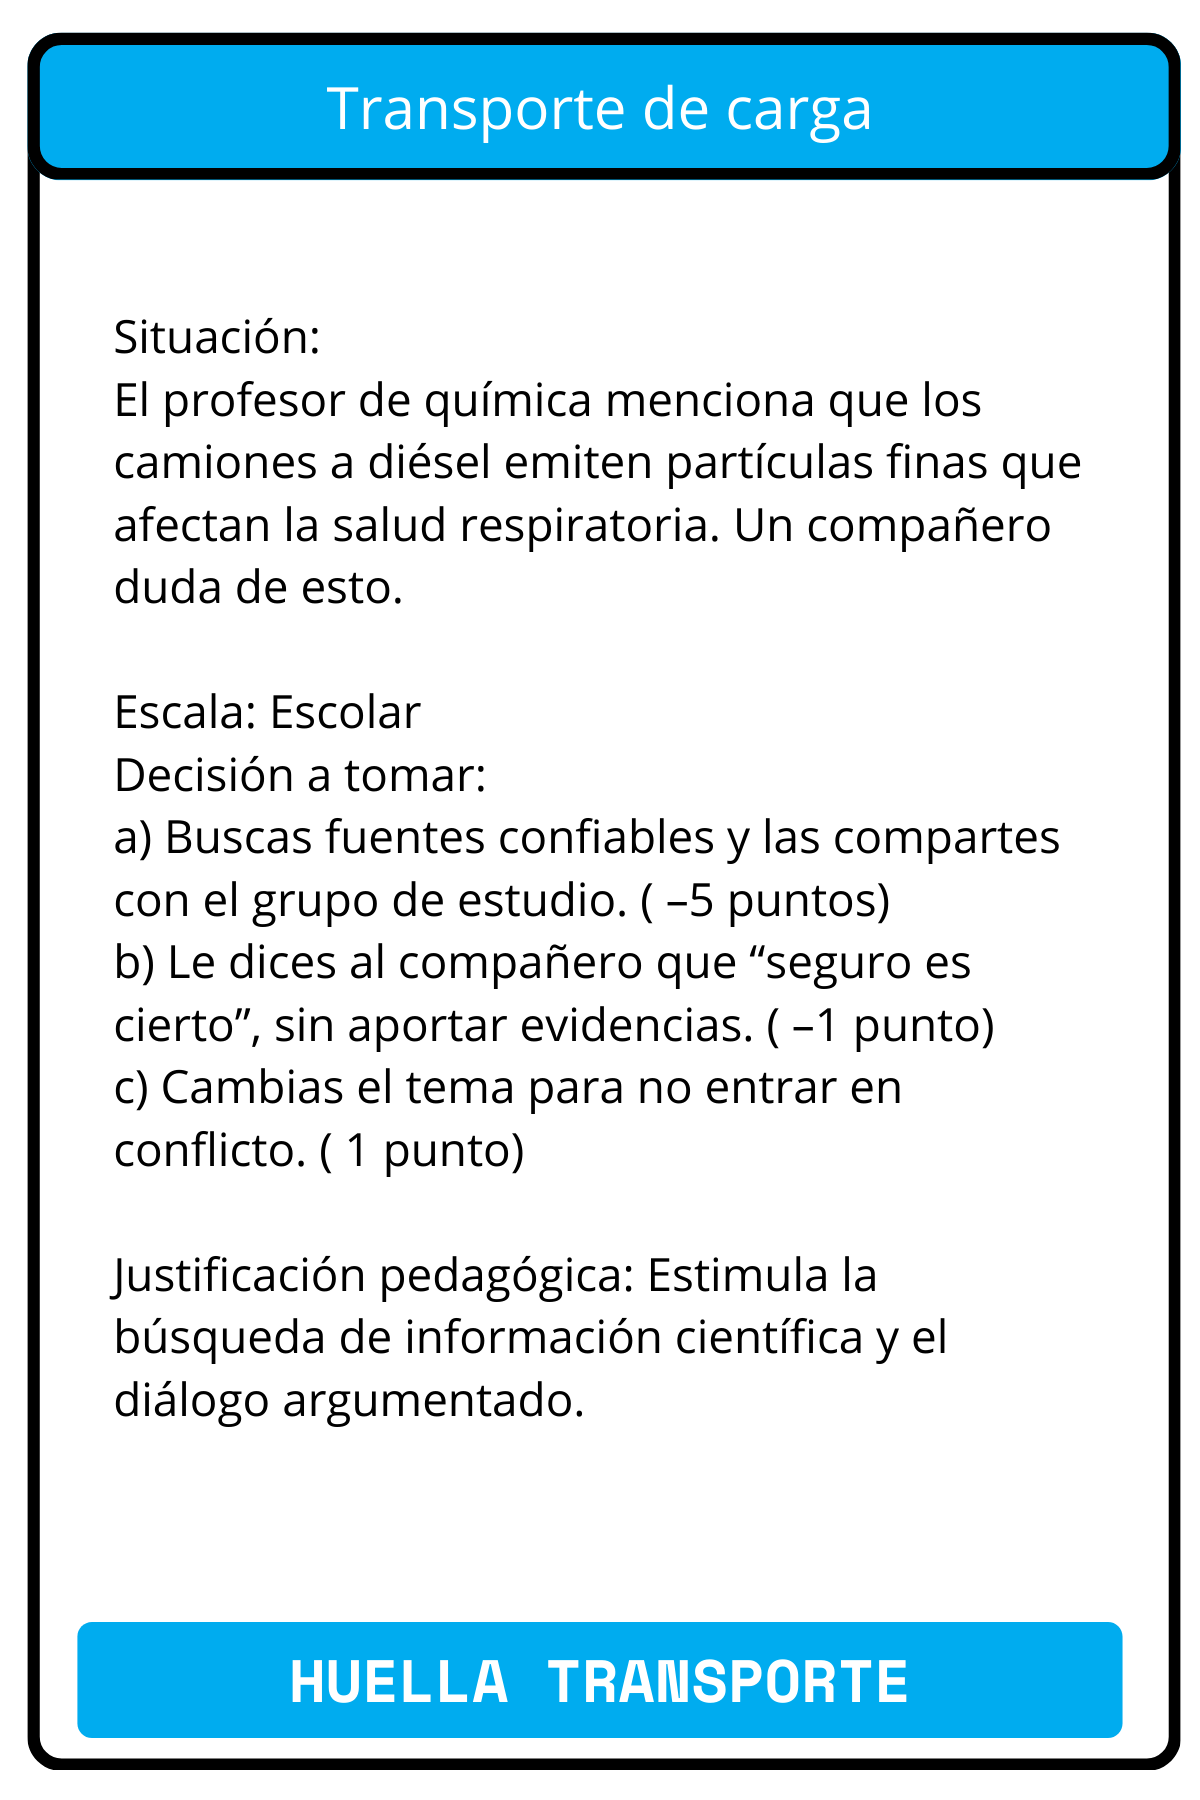 Transporte de carga
Situación:
El profesor de química menciona que los
camiones a diésel emiten partículas finas que
afectan la salud respiratoria. Un compañero
duda de esto.
Escala: Escolar
Decisión a tomar:
a) Buscas fuentes confiables y las compartes
con el grupo de estudio. ( –5 puntos)
b) Le dices al compañero que “seguro es
cierto”, sin aportar evidencias. ( –1 punto)
c) Cambias el tema para no entrar en
conflicto. ( 1 punto)
Justificación pedagógica: Estimula la
búsqueda de información científica y el
diálogo argumentado.
HUELLA TRANSPORTE